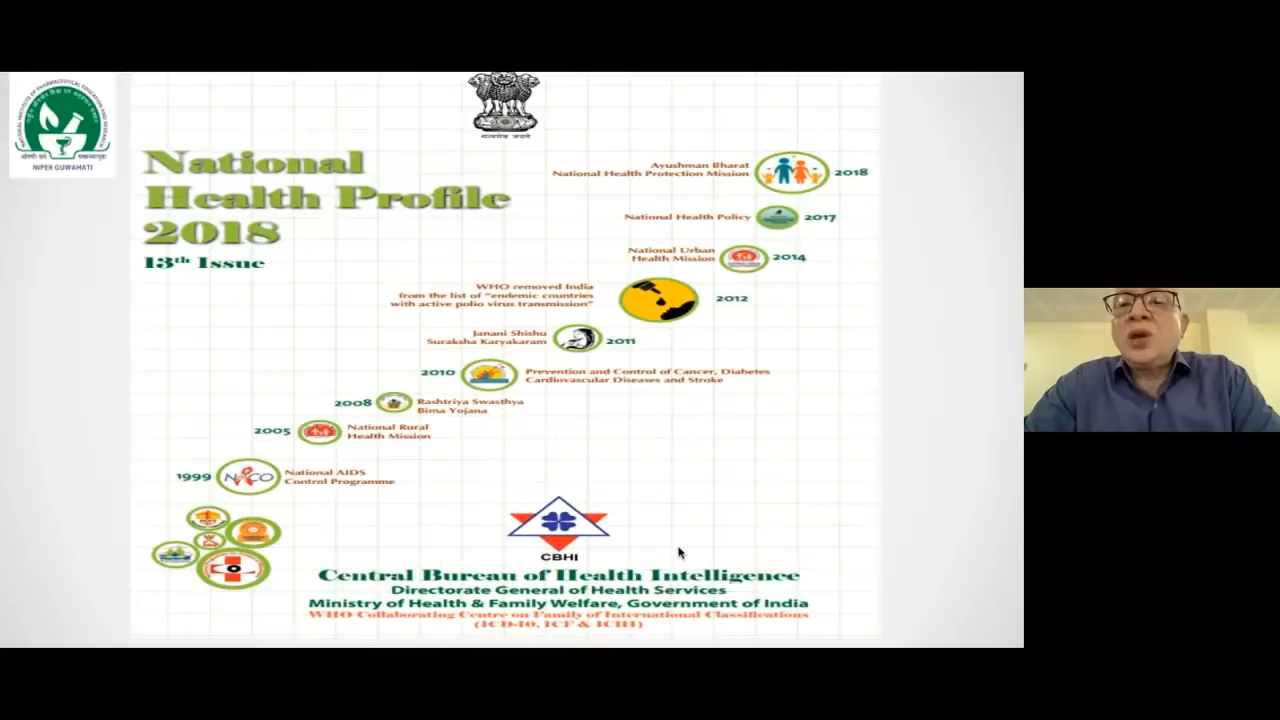 NIPER GUWAHATI
सत्यमेव जयते
National
Health Profile
2018
13th Issue
Ayushman Bharat
National Health Protection Mission
2018
National Health Policy
2017
National Urban
Health Mission
2014
WHO removed India
from the list of "endemic countries
with active polio virus transmission"
2012
Janani Shishu
Suraksha Karyakaram
2011
2010
Prevention and Control of Cancer, Diabetes
Cardiovascular Diseases and Stroke
2008
Rashtriya Swasthya
Bima Yojana
2005
National Rural
Health Mission
1999
NACO
National AIDS
Control Programme
CBHI
Central Bureau of Health Intelligence
Directorate General of Health Services
Ministry of Health & Family Welfare, Government of India
WHO Collaborating Centre on Family of International Classifications
(ICD-10, ICF & ICHI)